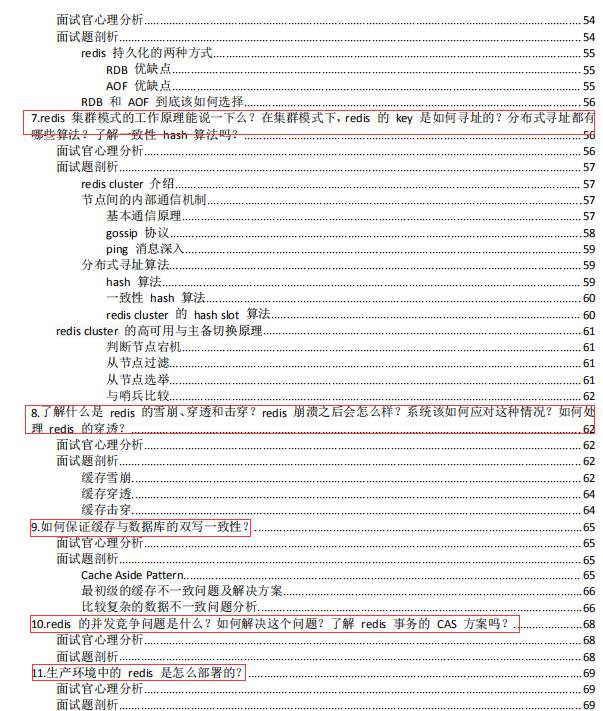 面试官心理分析........54
面试题剖析........54
redis 持久化的两种方式........55
RDB 优缺点........55
AOF 优缺点........55
RDB 和 AOF 到底该如何选择........56
7.redis 集群模式的工作原理能说一下么？在集群模式下，redis 的 key 是如何寻址的？分布式寻址都有
哪些算法？了解一致性 hash 算法吗？........56
面试官心理分析........56
面试题剖析........57
redis cluster 介绍........57
节点间的内部通信机制........57
基本通信原理........57
gossip 协议........58
ping 消息深入........59
分布式寻址算法........59
hash 算法........59
一致性 hash 算法........60
redis cluster 的 hash slot 算法........60
redis cluster 的高可用与主备切换原理........61
判断节点宕机........61
从节点过滤........61
从节点选举........61
与哨兵比较........62
8.了解什么是 redis 的雪崩、穿透和击穿？redis 崩溃之后会怎么样？系统该如何应对这种情况？如何处
理 redis 的穿透？........62
面试官心理分析........62
面试题剖析........62
缓存雪崩........62
缓存穿透........64
缓存击穿........64
9.如何保证缓存与数据库的双写一致性？........65
面试官心理分析........65
面试题剖析........65
Cache Aside Pattern........65
最初级的缓存不一致问题及解决方案........66
比较复杂的数据不一致问题分析........66
10.redis 的并发竞争问题是什么？如何解决这个问题？了解 redis 事务的 CAS 方案吗？........68
面试官心理分析........68
面试题剖析........68
11.生产环境中的 redis 是怎么部署的？........69
面试官心理分析........69
面试题剖析........69